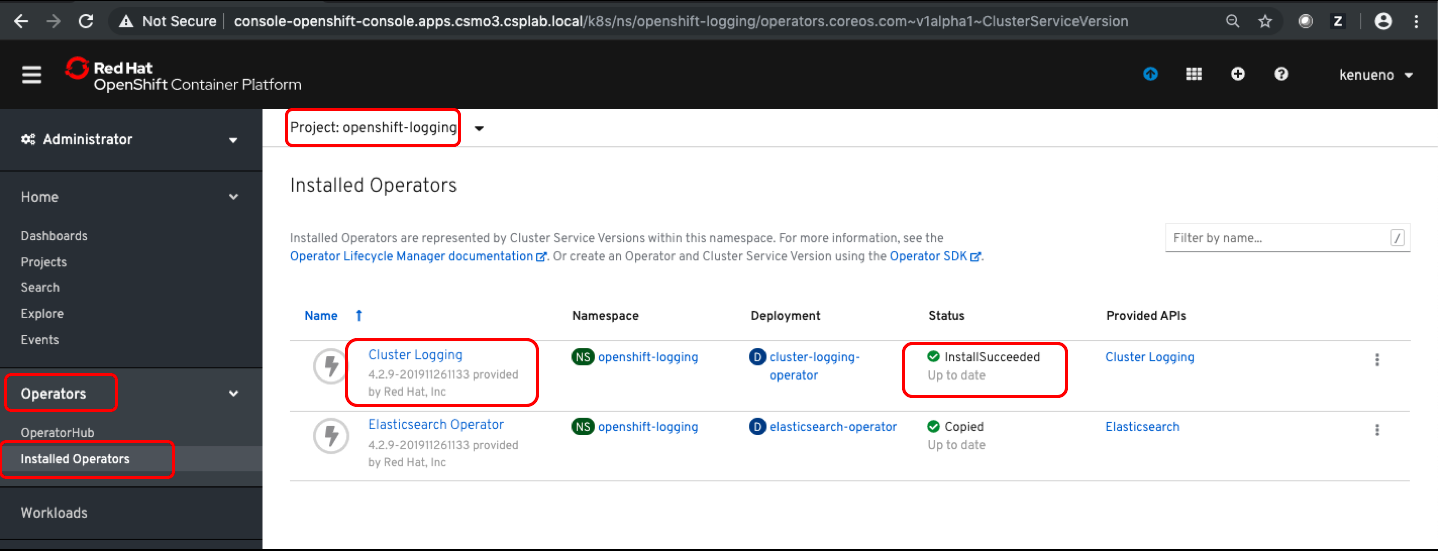 Not Secure | console-openshift-console.apps.csmo3.csplab.local/k8s/ns/openshift-logging/operators.coreos.com~v1alpha1~ClusterServiceVersion
Z
Red Hat
OpenShift Container Platform
kenueno
Administrator
Project: openshift-logging
Home
Dashboards
Projects
Search
Explore
Events
Operators
OperatorHub
Installed Operators
Workloads
Installed Operators
Installed Operators are represented by Cluster Service Versions within this namespace. For more information, see the
Operator Lifecycle Manager documentation. Or create an Operator and Cluster Service Version using the Operator SDK.
Filter by name... /
Name Namespace Deployment Status Provided APIs
Cluster Logging
4.2.9-201911261133 provided
by Red Hat, Inc
NS openshift-logging
D cluster-logging-
operator
InstallSucceeded
Up to date
Cluster Logging
Elasticsearch Operator
4.2.9-201911261133 provided
by Red Hat, Inc
NS openshift-logging
D elasticsearch-operator
Copied
Up to date
Elasticsearch